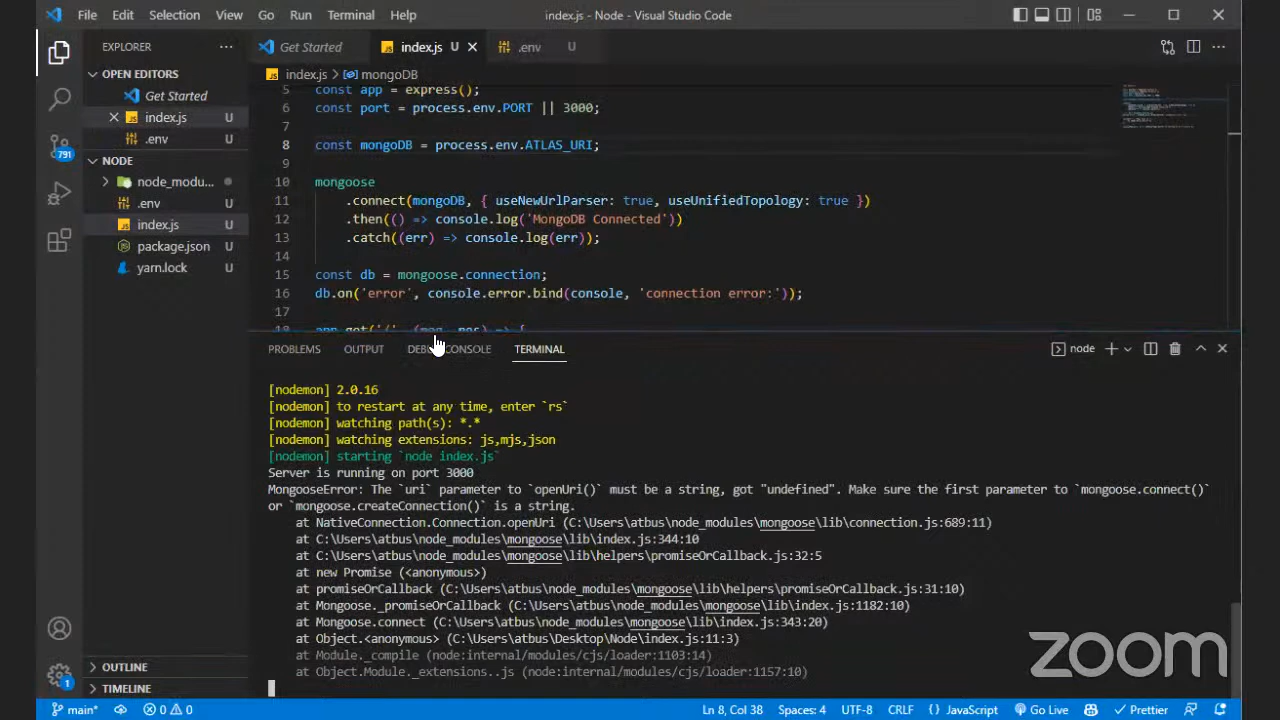 File Edit Selection View Go Run Terminal Help
index.js - Node - Visual Studio Code
EXPLORER
OPEN EDITORS
Get Started
index.js
.env
NODE
node_modu...
.env U
index.js U
package.json U
yarn.lock U
OUTLINE
TIMELINE
791
1
Get Started index.js U .env U
index.js > mongoDB
5 const app = express();
6 const port = process.env.PORT || 3000;
7
8 const mongoDB = process.env.ATLAS_URI;
9
10 mongoose
11 .connect(mongoDB, { useNewUrlParser: true, useUnifiedTopology: true })
12 .then(() => console.log('MongoDB Connected'))
13 .catch((err) => console.log(err));
14
15 const db = mongoose.connection;
16 db.on('error', console.error.bind(console, 'connection error:'));
17
18 app.get('/', (req, res) => {
PROBLEMS OUTPUT DEBUG CONSOLE TERMINAL
node
[nodemon] 2.0.16
[nodemon] to restart at any time, enter `rs`
[nodemon] watching path(s): *.*
[nodemon] watching extensions: js,mjs,json
[nodemon] starting `node index.js`
Server is running on port 3000
MongooseError: The `uri` parameter to `openUri()` must be a string, got "undefined". Make sure the first parameter to `mongoose.connect()`
or `mongoose.createConnection()` is a string.
at NativeConnection.Connection.openUri (C:\Users\atbus\node_modules\mongoose\lib\connection.js:689:11)
at C:\Users\atbus\node_modules\mongoose\lib\index.js:344:10
at C:\Users\atbus\node_modules\mongoose\lib\helpers\promiseOrCallback.js:32:5
at new Promise (<anonymous>)
at promiseOrCallback (C:\Users\atbus\node_modules\mongoose\lib\helpers\promiseOrCallback.js:31:10)
at Mongoose._promiseOrCallback (C:\Users\atbus\node_modules\mongoose\lib\index.js:1182:10)
at Mongoose.connect (C:\Users\atbus\node_modules\mongoose\lib\index.js:343:20)
at Object.<anonymous> (C:\Users\atbus\Desktop\Node\index.js:11:3)
at Module._compile (node:internal/modules/cjs/loader:1103:14)
at Object.Module._extensions..js (node:internal/modules/cjs/loader:1157:10)
zoom
main* 0 0 Ln 8, Col 38 Spaces: 4 UTF-8 CRLF {} JavaScript Go Live Prettier